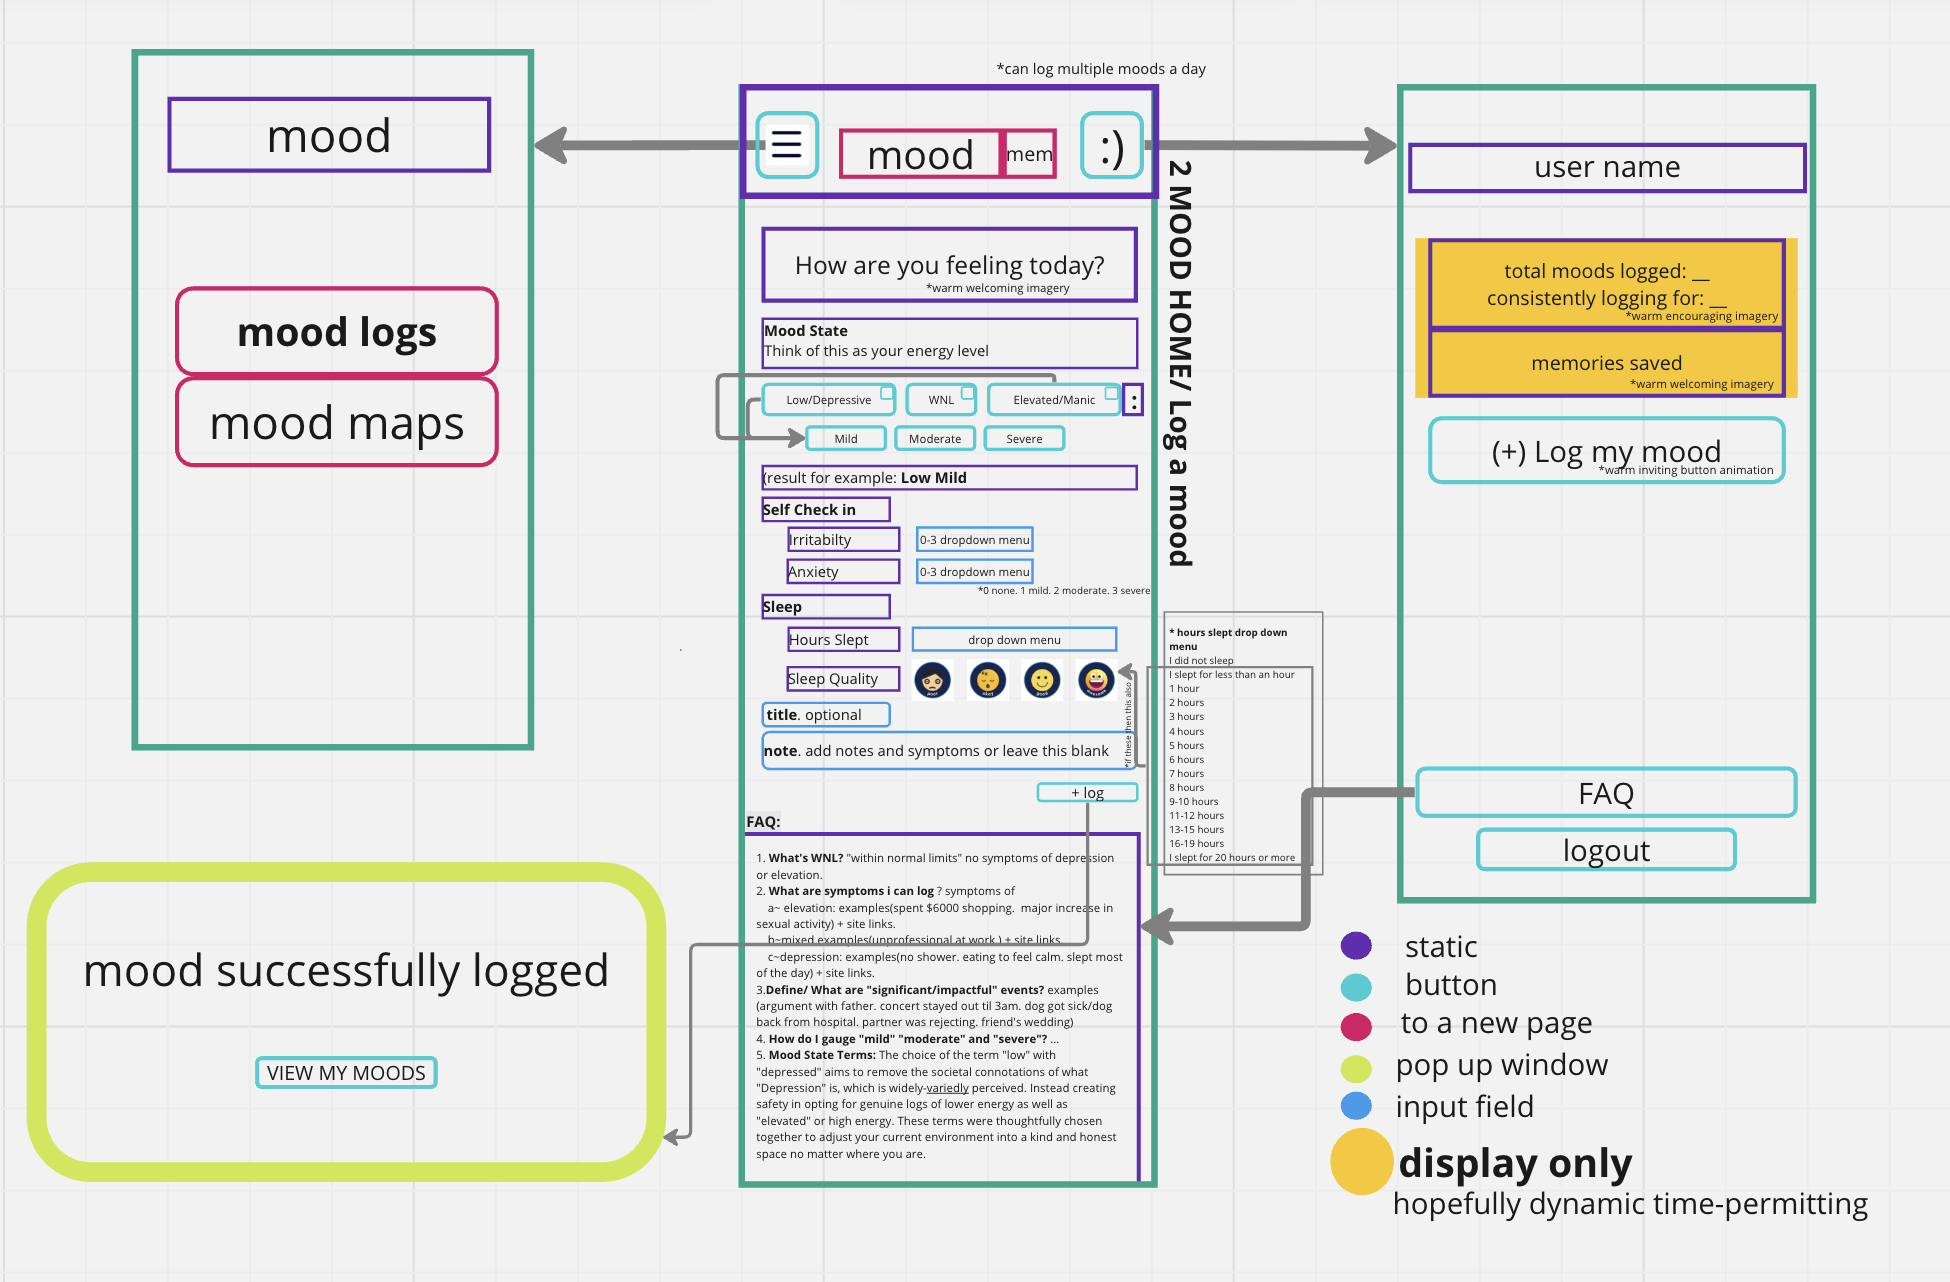 *can log multiple moods a day
mood
mood logs
mood maps
mood
mem
:)
2 MOOD HOME/ Log a mood
How are you feeling today?
*warm welcoming imagery
Mood State
Think of this as your energy level
Low/Depressive
WNL
Elevated/Manic
:
Mild
Moderate
Severe
(result for example: Low Mild
Self Check in
Irritabilty
0-3 dropdown menu
Anxiety
0-3 dropdown menu
*0 none. 1 mild. 2 moderate. 3 severe
Sleep
Hours Slept
drop down menu
Sleep Quality
title. optional
note. add notes and symptoms or leave this blank
*if these then this also
+ log
FAQ:
1. What's WNL? "within normal limits" no symptoms of depression
or elevation.
2. What are symptoms i can log ? symptoms of
a~ elevation: examples(spent $6000 shopping. major increase in
sexual activity) + site links.
b~mixed examples(unprofessional at work ) + site links.
c~depression: examples(no shower. eating to feel calm. slept most
of the day) + site links.
3.Define/ What are "significant/impactful" events? examples
(argument with father. concert stayed out til 3am. dog got sick/dog
back from hospital. partner was rejecting. friend's wedding)
4. How do I gauge "mild" "moderate" and "severe"? ...
5. Mood State Terms: The choice of the term "low" with
"depressed" aims to remove the societal connotations of what
"Depression" is, which is widely-variedly perceived. Instead creating
safety in opting for genuine logs of lower energy as well as
"elevated" or high energy. These terms were thoughtfully chosen
together to adjust your current environment into a kind and honest
space no matter where you are.
* hours slept drop down
menu
I did not sleep
I slept for less than an hour
1 hour
2 hours
3 hours
4 hours
5 hours
6 hours
7 hours
8 hours
9-10 hours
11-12 hours
13-15 hours
16-19 hours
I slept for 20 hours or more
user name
total moods logged: __
consistently logging for: __
*warm encouraging imagery
memories saved
*warm welcoming imagery
(+) Log my mood
*warm inviting button animation
FAQ
logout
mood successfully logged
VIEW MY MOODS
static
button
to a new page
pop up window
input field
display only
hopefully dynamic time-permitting